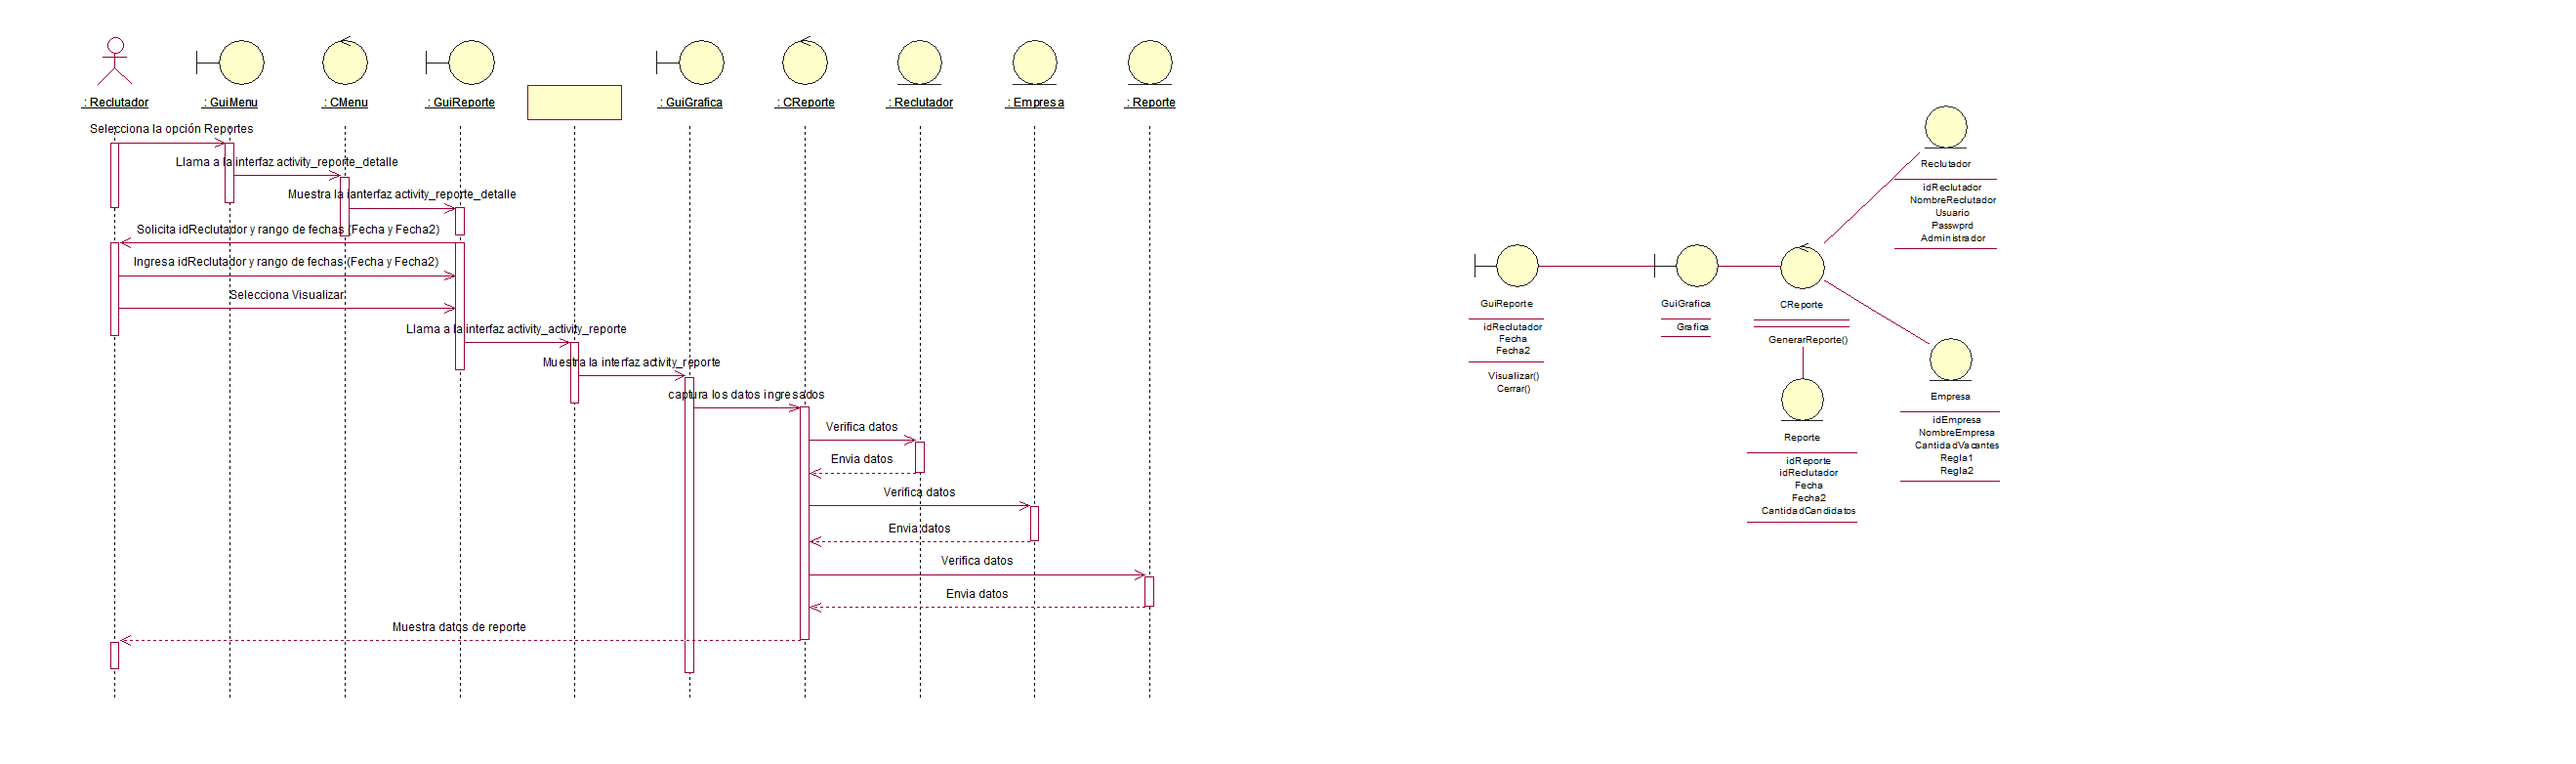 : Reclutador
: GuiMenu
: CMenu
: GuiReporte
: GuiGrafica
: CReporte
: Reclutador
: Empresa
: Reporte
Selecciona la opción Reportes
Llama a la interfaz activity_reporte_detalle
Muestra la ianterfaz activity_reporte_detalle
Solicita idReclutador y rango de fechas (Fecha y Fecha2)
Ingresa idReclutador y rango de fechas (Fecha y Fecha2)
Selecciona Visualizar
Llama a la interfaz activity_activity_reporte
Muestra la interfaz activity_reporte
captura los datos ingresados
Verifica datos
Envia datos
Verifica datos
Envia datos
Verifica datos
Envia datos
Muestra datos de reporte
Reclutador
idReclutador
NombreReclutador
Usuario
Passwprd
Administrador
GuiReporte
idReclutador
Fecha
Fecha2
Visualizar()
Cerrar()
GuiGrafica
Grafica
CReporte
GenerarReporte()
Reporte
idReporte
idReclutador
Fecha
Fecha2
CantidadCandidatos
Empresa
idEmpresa
NombreEmpresa
CantidadVacantes
Regla1
Regla2